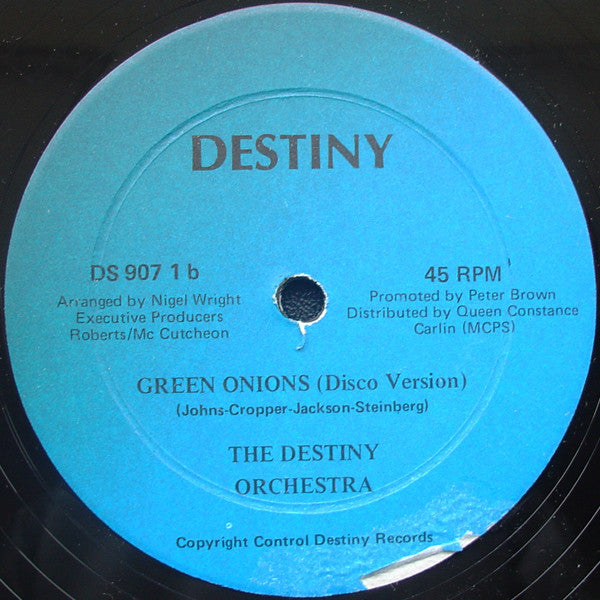 DESTINY
DS 907 1 b
Arranged by Nigel Wright
Executive Producers
Roberts/Mc Cutcheon
45 RPM
Promoted by Peter Brown
Distributed by Queen Constance
Carlin (MCPS)
GREEN ONIONS (Disco Version)
(Johns-Cropper-Jackson-Steinberg)
THE DESTINY
ORCHESTRA
Copyright Control Destiny Records